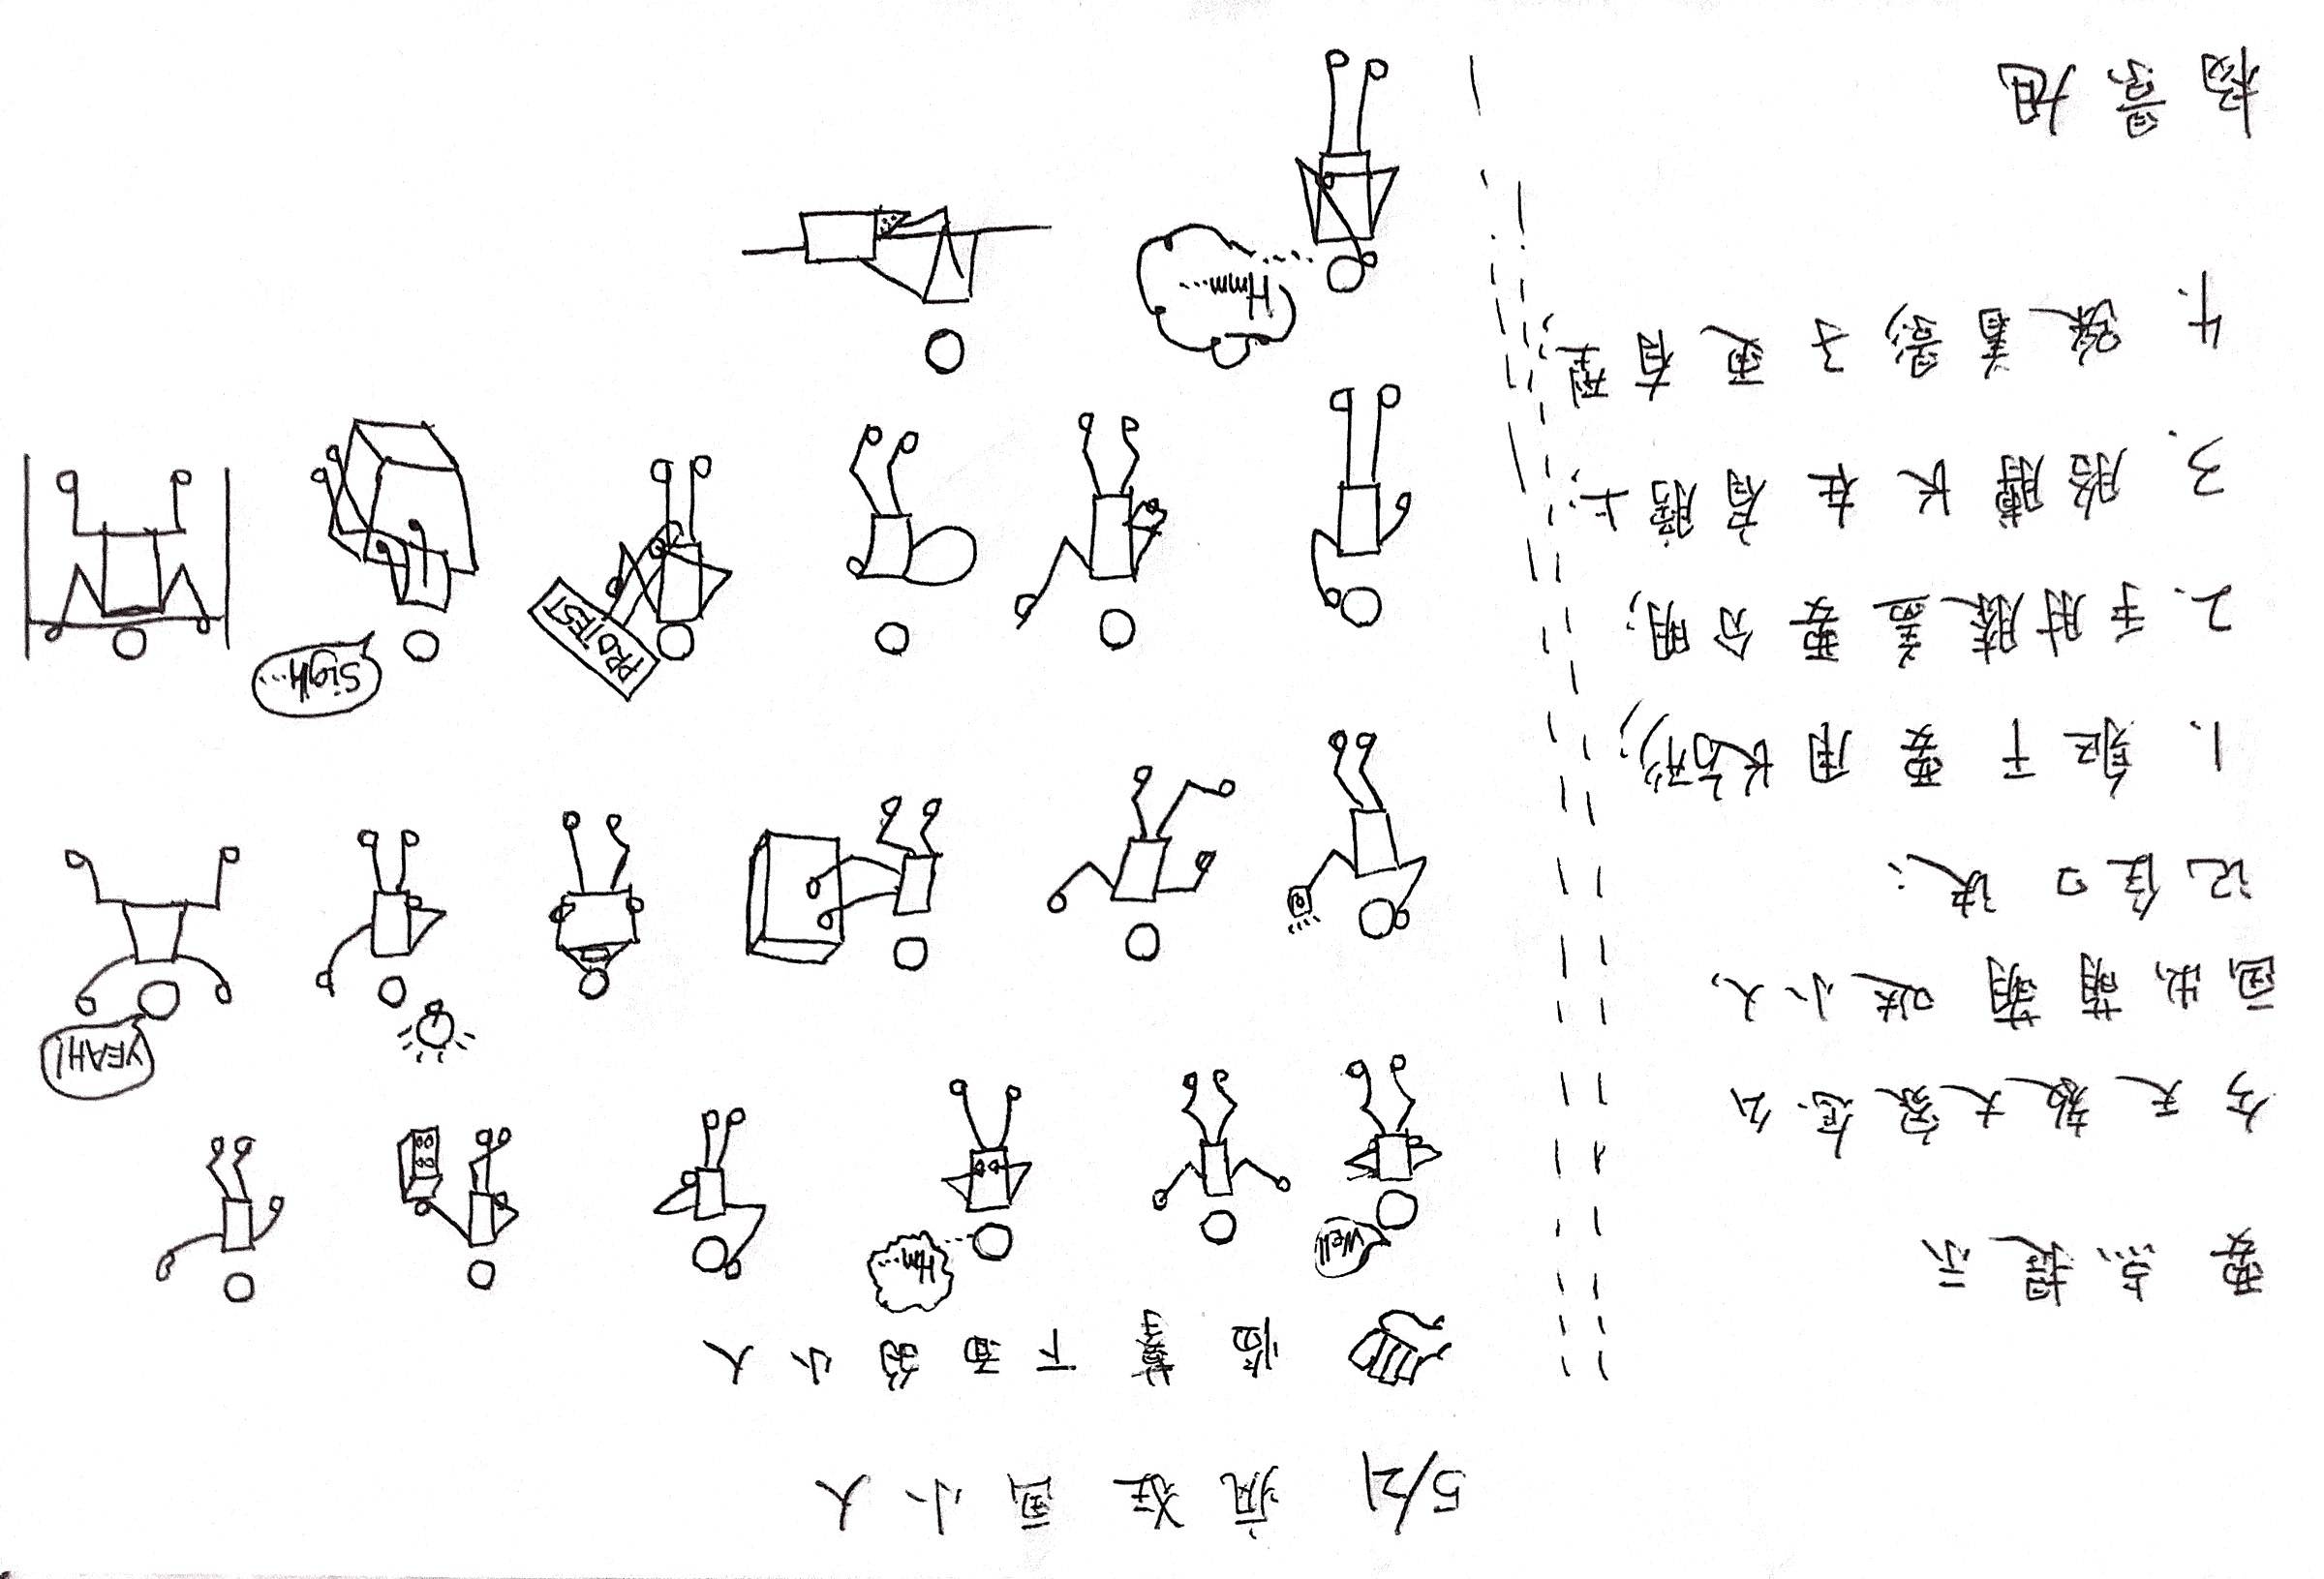 5/21 疯狂画小人
临摹下面的小人
要点提示
今天教大家怎么
画出萌萌哒小人,
记住口诀:
1、躯干要用长方形;
2、手肘膝盖要分明;
3、胳膊长在肩膀上;
4、踩着影子更有型;
杨景旭
Well
Hm...
YEAH!
PROTEST
Sigh...
Hmm...